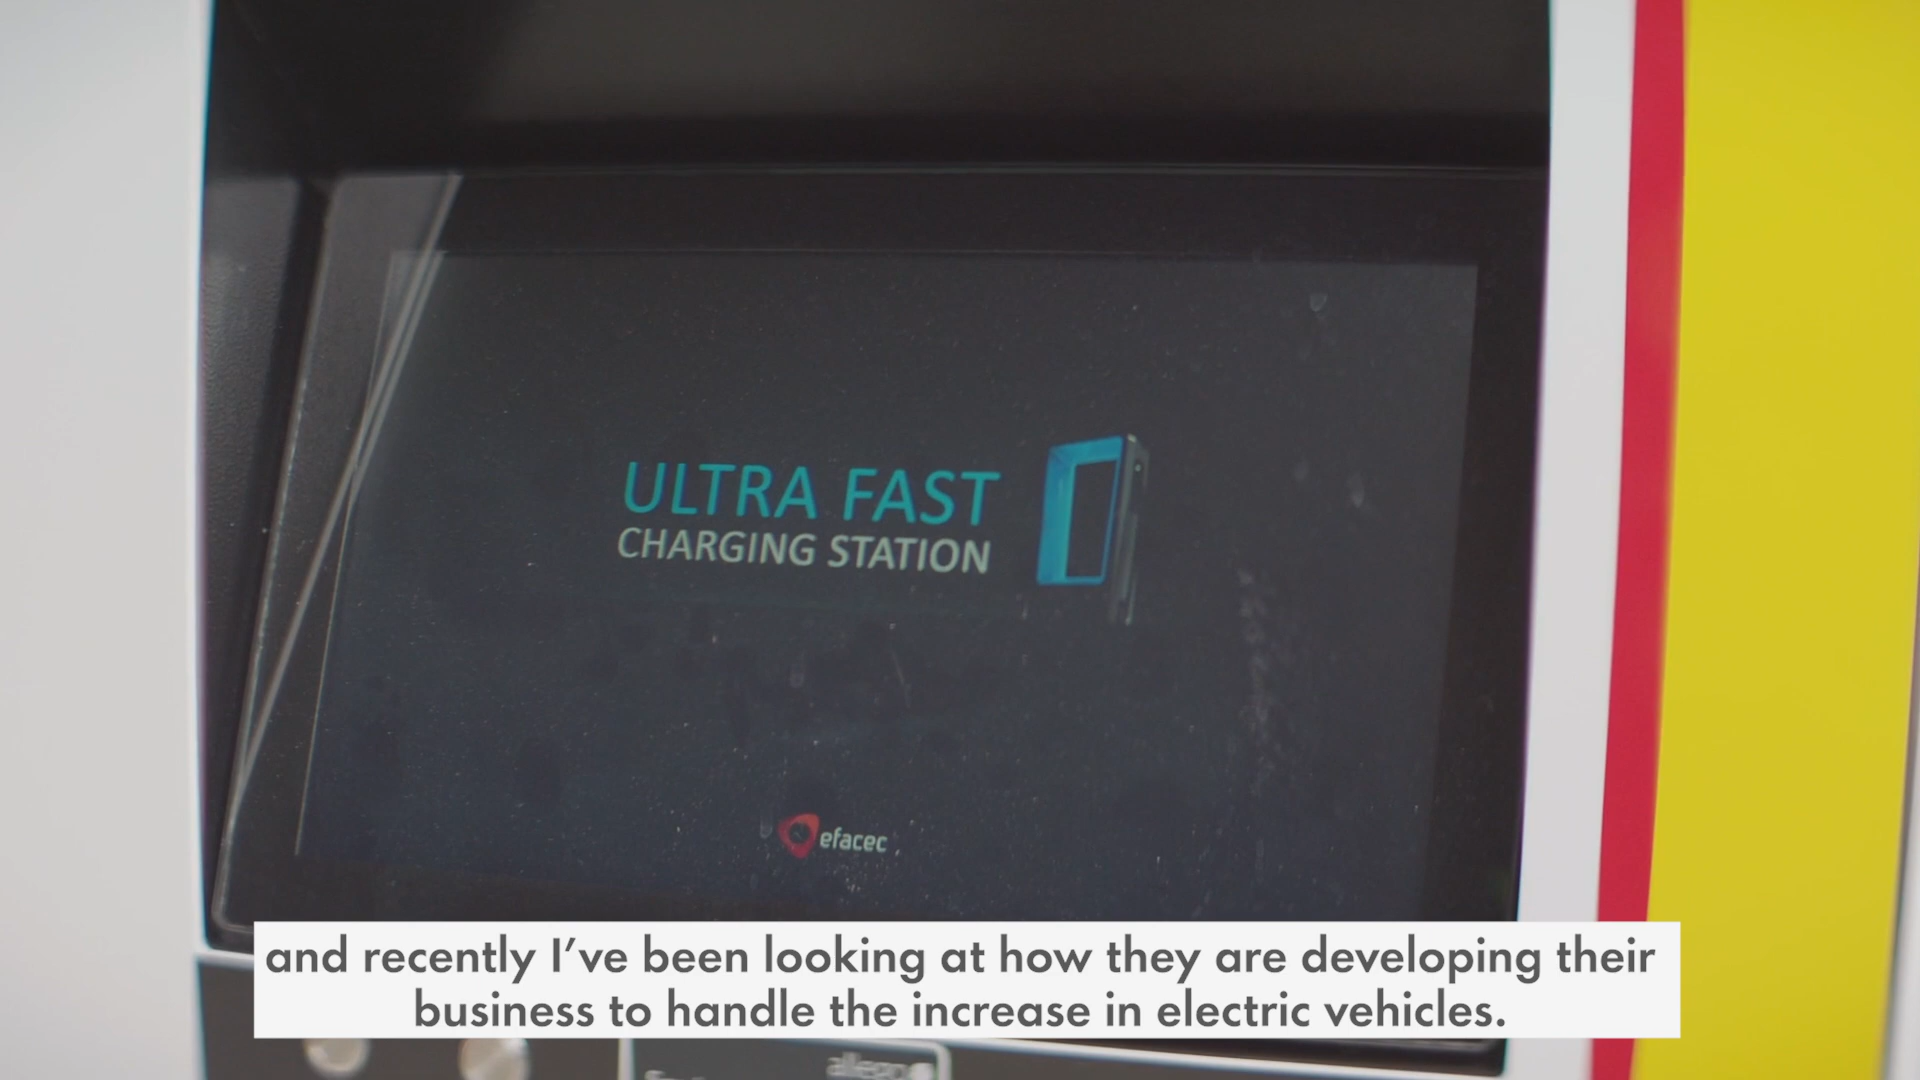 ULTRA FAST
CHARGING STATION
efacec
and recently I’ve been looking at how they are developing their
business to handle the increase in electric vehicles.